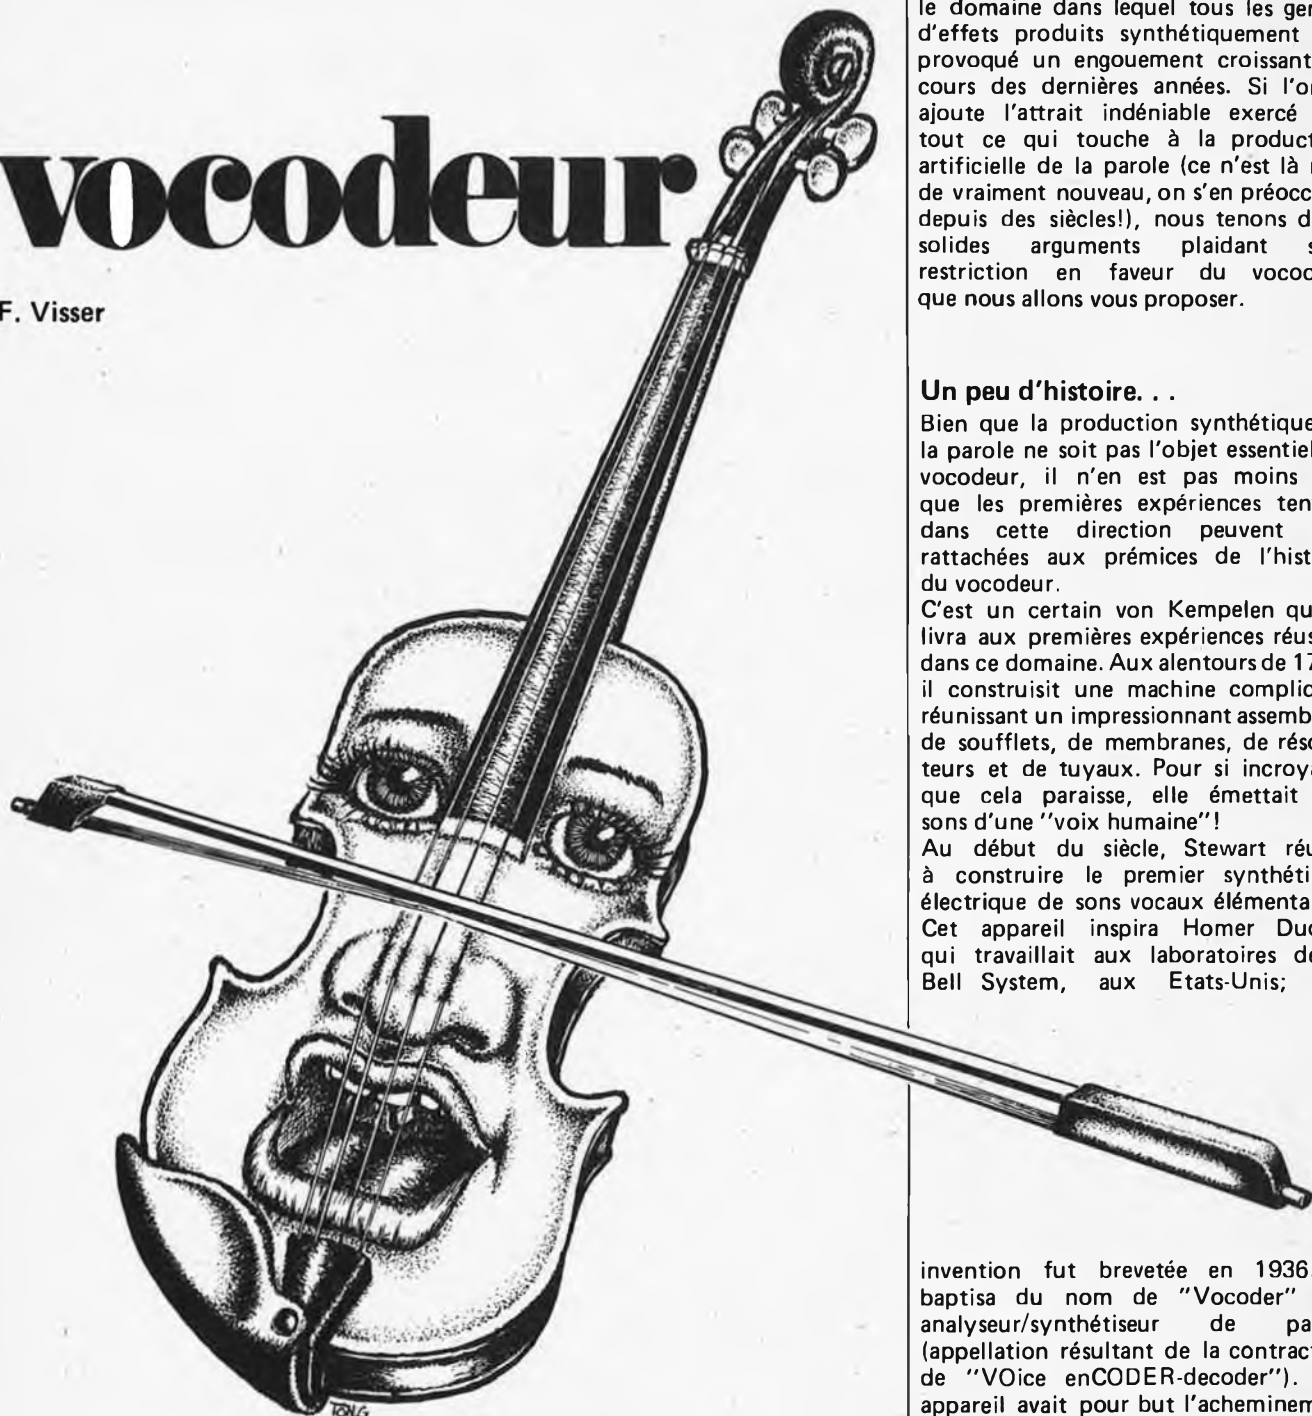 vocodeur
F. Visser
le domaine dans lequel tous les
d'effets produits synthétiquement
provoqué un engouement croissant
cours des dernières années. Si
ajoute l'attrait indéniable exercé
tout ce qui touche à la
artificielle de la parole (ce n'est là
de vraiment nouveau, on s'en
depuis des siècles!), nous tenons
solides arguments plaidant
restriction en faveur du
que nous allons vous proposer.
Un peu d'histoire. . .
Bien que la production synthétique
la parole ne soit pas l'objet essentiel
vocodeur, il n'en est pas moins
que les premières expériences
dans cette direction peuvent
rattachées aux prémices de
du vocodeur.
C'est un certain von Kempelen
livra aux premières expériences
dans ce domaine. Aux alentours de
il construisit une machine
réunissant un impressionnant
de soufflets, de membranes, de
teurs et de tuyaux. Pour si
que cela paraisse, elle émettait
sons d'une "voix humaine"!
Au début du siècle, Stewart
à construire le premier
électrique de sons vocaux
Cet appareil inspira Homer
qui travaillait aux laboratoires
Bell System, aux Etats-Unis;
invention fut brevetée en 1936
baptisa du nom de "Vocoder"
analyseur/synthétiseur de
(appellation résultant de la
de "VOice enCODER-decoder").
appareil avait pour but